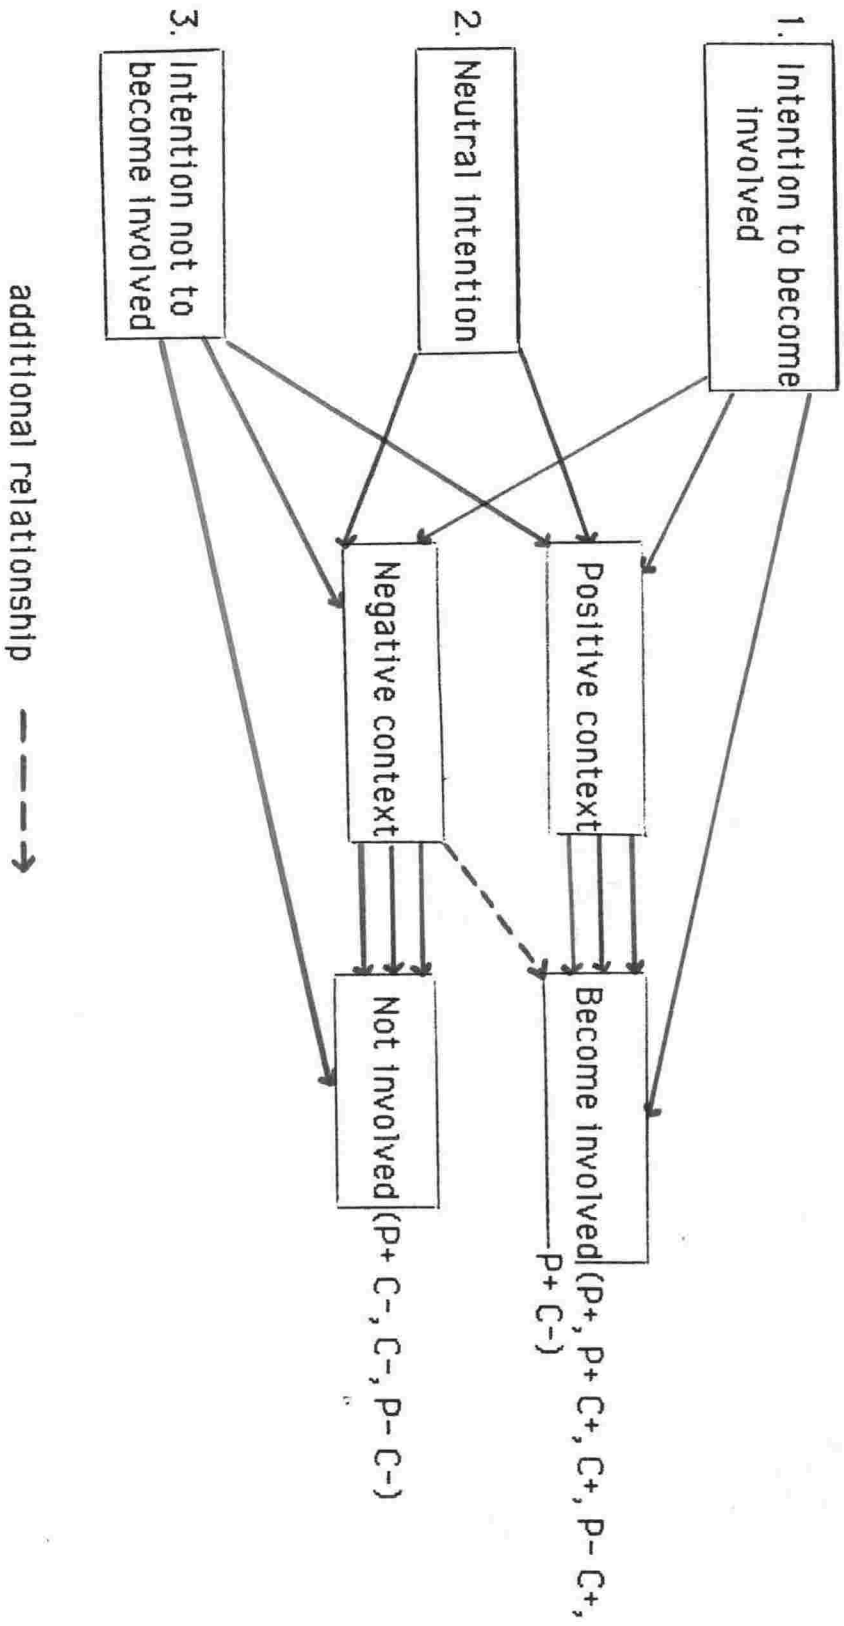 1. Intention to become
involved
2. Neutral intention
3. Intention not to
become involved
Positive context
Negative context
Become involved (P+, P+ C+, C+, P- C+,
P+ C-)
Not involved (P+ C-, C-, P- C-)
additional relationship